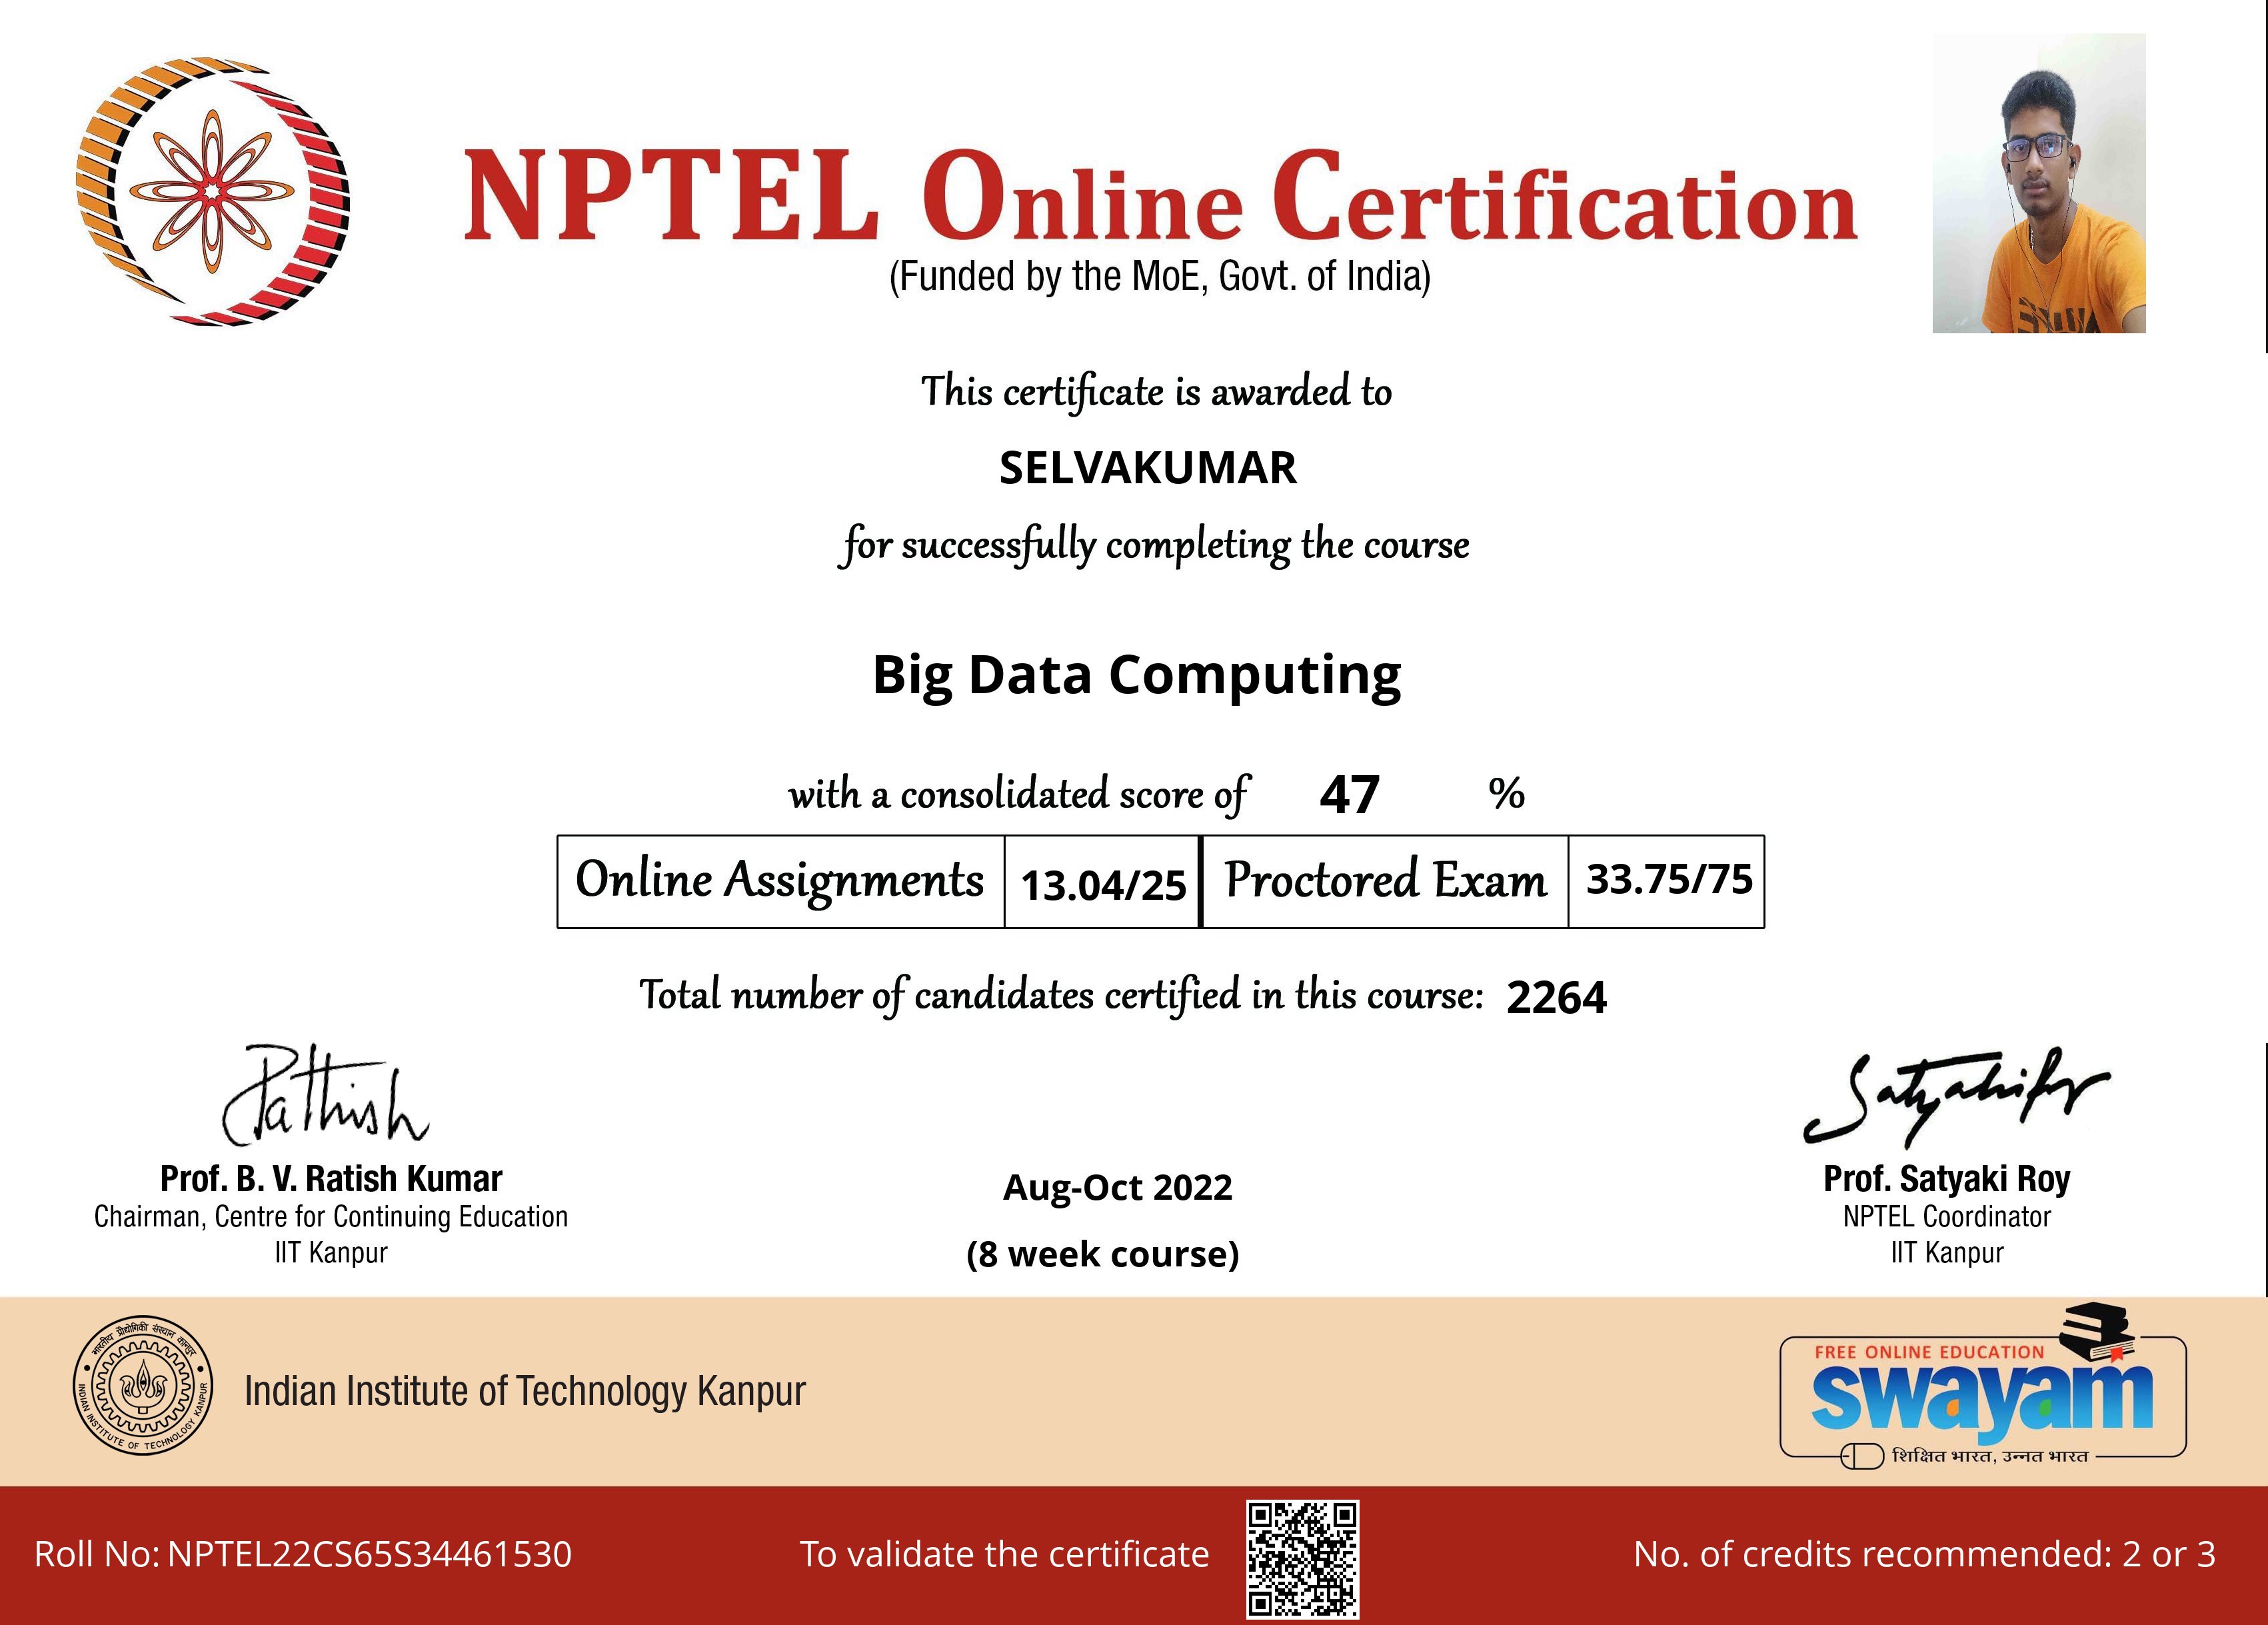 NPTEL Online Certification
(Funded by the MoE, Govt. of India)
This certificate is awarded to
SELVAKUMAR
for successfully completing the course
Big Data Computing
with a consolidated score of 47 %
Online Assignments 13.04/25 Proctored Exam 33.75/75
Total number of candidates certified in this course: 2264
Prof. B. V. Ratish Kumar
Chairman, Centre for Continuing Education
IIT Kanpur
Aug-Oct 2022
(8 week course)
Prof. Satyaki Roy
NPTEL Coordinator
IIT Kanpur
भारतीय प्रौद्योगिकी संस्थान कानपुर
INDIAN INSTITUTE OF TECHNOLOGY KANPUR
Indian Institute of Technology Kanpur
FREE ONLINE EDUCATION
swayam
शिक्षित भारत, उन्नत भारत
Roll No: NPTEL22CS65S34461530
To validate the certificate
No. of credits recommended: 2 or 3